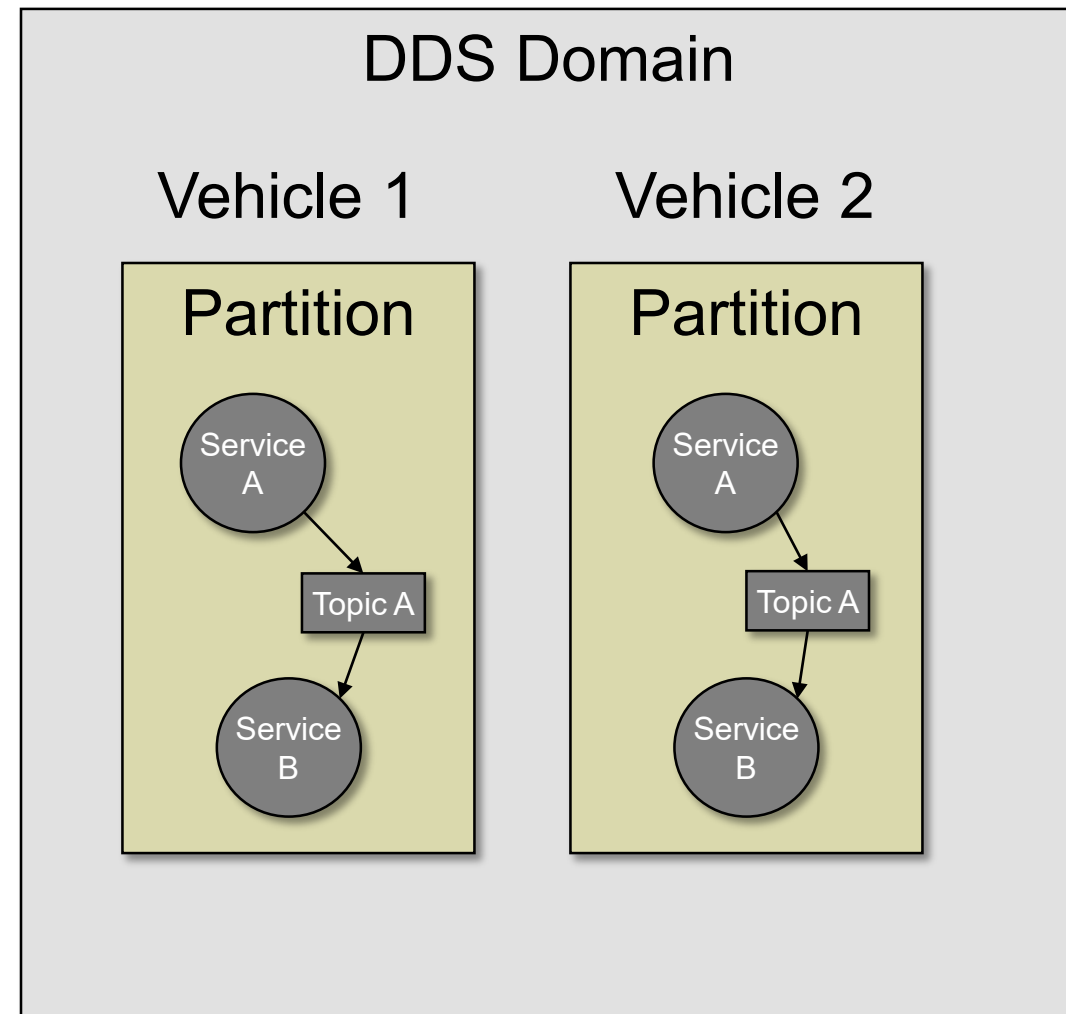 DDS Domain
Vehicle 1
Partition
Service
A
Topic A
Service
B
Vehicle 2
Partition
Service
A
Topic A
Service
B